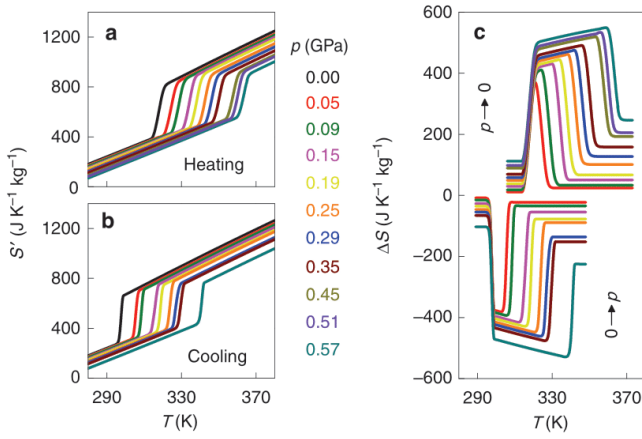 a
p (GPa)
0.00
0.05
0.09
0.15
0.19
0.25
0.29
0.35
0.45
0.51
0.57
1200
800
400
0
Heating
b
1200
800
400
0
Cooling
S′ (J K−1 kg−1)
290 330 370
T (K)
c
600
400
200
0
−200
−400
−600
ΔS (J K−1 kg−1)
p → 0
0 → p
290 330 370
T (K)